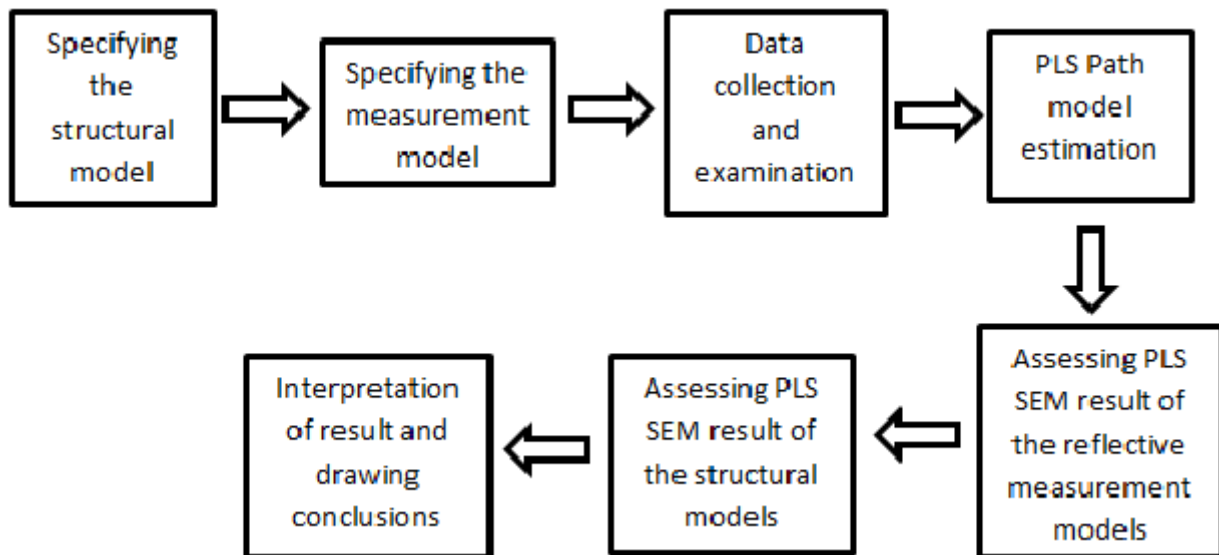 Specifying
the
structural
model
Specifying the
measurement
model
Data
collection
and
examination
PLS Path
model
estimation
Assessing PLS
SEM result of
the reflective
measurement
models
Assessing PLS
SEM result of
the structural
models
Interpretation
of result and
drawing
conclusions